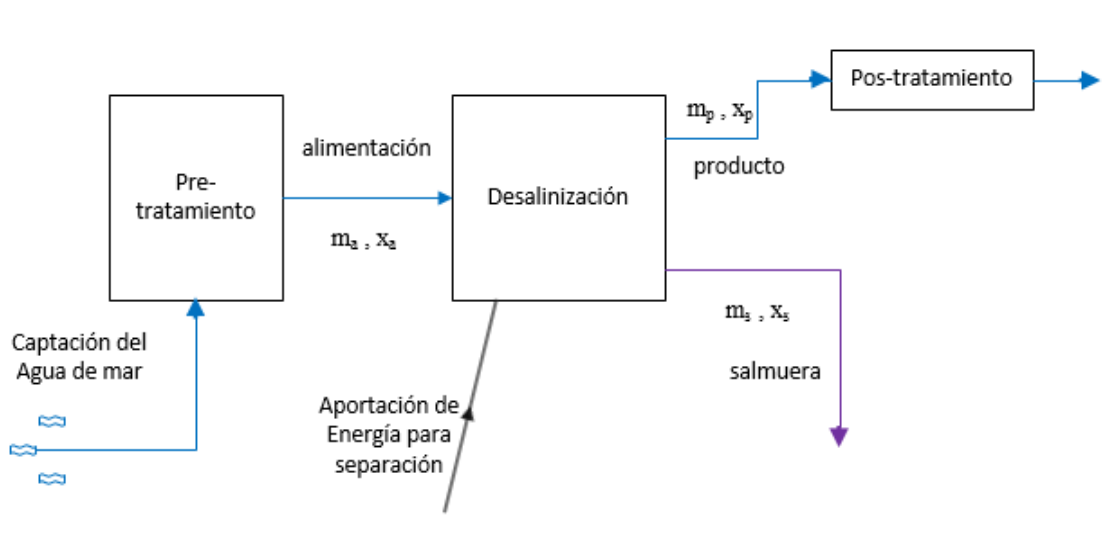 Pos-tratamiento
mₚ , xₚ
producto
alimentación
Pre-
tratamiento
Desalinización
mₐ , xₐ
mₛ , xₛ
salmuera
Captación del
Agua de mar
Aportación de
Energía para
separación